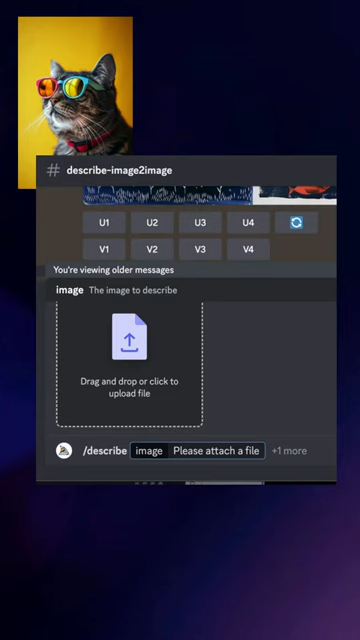 # describe-image2image
U1 U2 U3 U4
V1 V2 V3 V4
You're viewing older messages
image The image to describe
Drag and drop or click to
upload file
/describe image Please attach a file +1 more